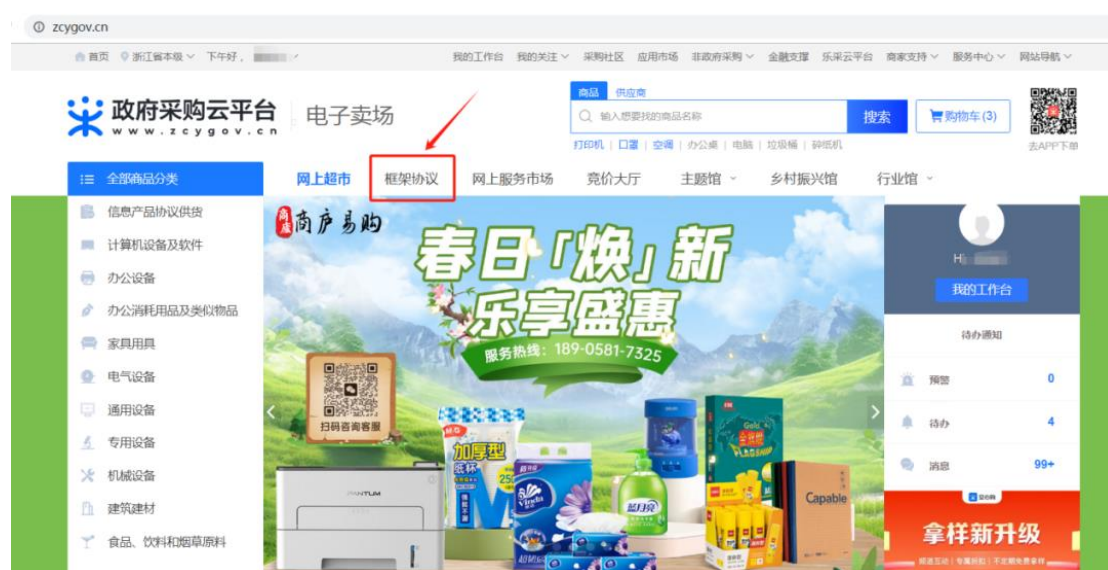 zcygov.cn
首页 浙江省本级 下午好，
我的工作台 我的关注 采购社区 应用市场 非政府采购 金融支撑 乐采云平台 商家支持 服务中心 网站导航
政府采购云平台
www.zcygov.cn
电子卖场
商品 供应商
输入您要找的商品名称
搜索
购物车(3)
打印机 | 口罩 | 空调 | 办公桌 | 电脑 | 垃圾桶 | 碎纸机
去APP下单
全部商品分类
网上超市 框架协议 网上服务市场 竞价大厅 主题馆 乡村振兴馆 行业馆
信息产品协议供货
计算机设备及软件
办公设备
办公消耗用品及类似物品
家具用具
电气设备
通用设备
专用设备
机械设备
建筑建材
食品、饮料和烟草原料
商户易购
春日「焕」新
乐享盛惠
服务热线：189-0581-7325
扫码咨询客服
PANTUM
M&G
加厚型
纸杯
Vinda
蓝月亮
Gold
FLAGSHIP
Capable
Hi
我的工作台
待办通知
预警 0
待办 4
消息 99+
拿样新升级